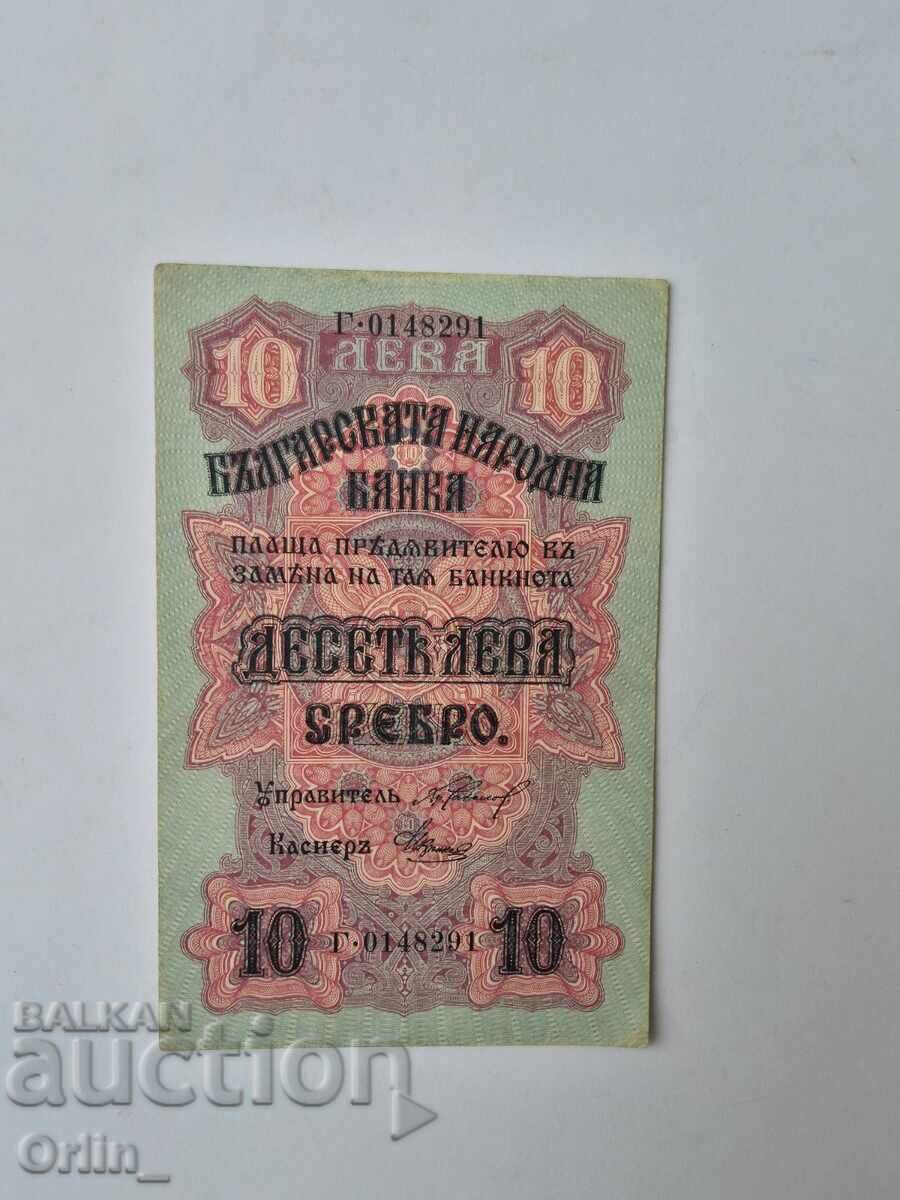 Г·0148291
10 ЛЕВА 10
БЪЛГАРСКАТА НАРОДНА
БАНКА
10
ПЛАЩА ПРѢДЯВИТЕЛЮ ВЪ
ЗАМѢНА НА ТАЯ БАНКНОТА
ДЕСЕТЬ ЛЕВА
СРЕБРО.
Управитель
Касиеръ
10 Г·0148291 10
BALKAN
auction
Orlin_